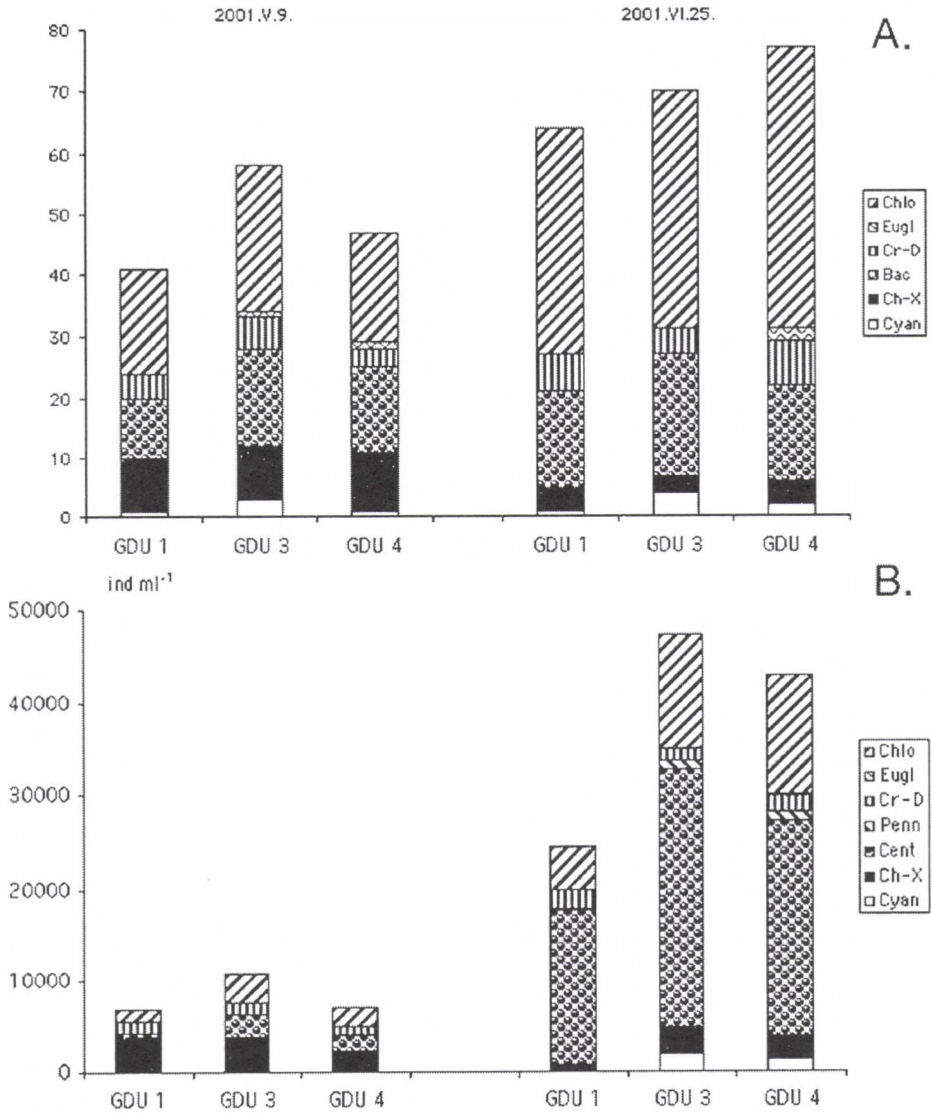 2001.V.9. 2001.VI.25.
A.
80
70
60
50
40
30
20
10
0
Chlo
Eugl
Cr-D
Bac
Ch-X
Cyan
GDU 1 GDU 3 GDU 4 GDU 1 GDU 3 GDU 4
ind ml⁻¹
B.
50000
40000
30000
20000
10000
0
Chlo
Eugl
Cr-D
Penn
Cent
Ch-X
Cyan
GDU 1 GDU 3 GDU 4 GDU 1 GDU 3 GDU 4